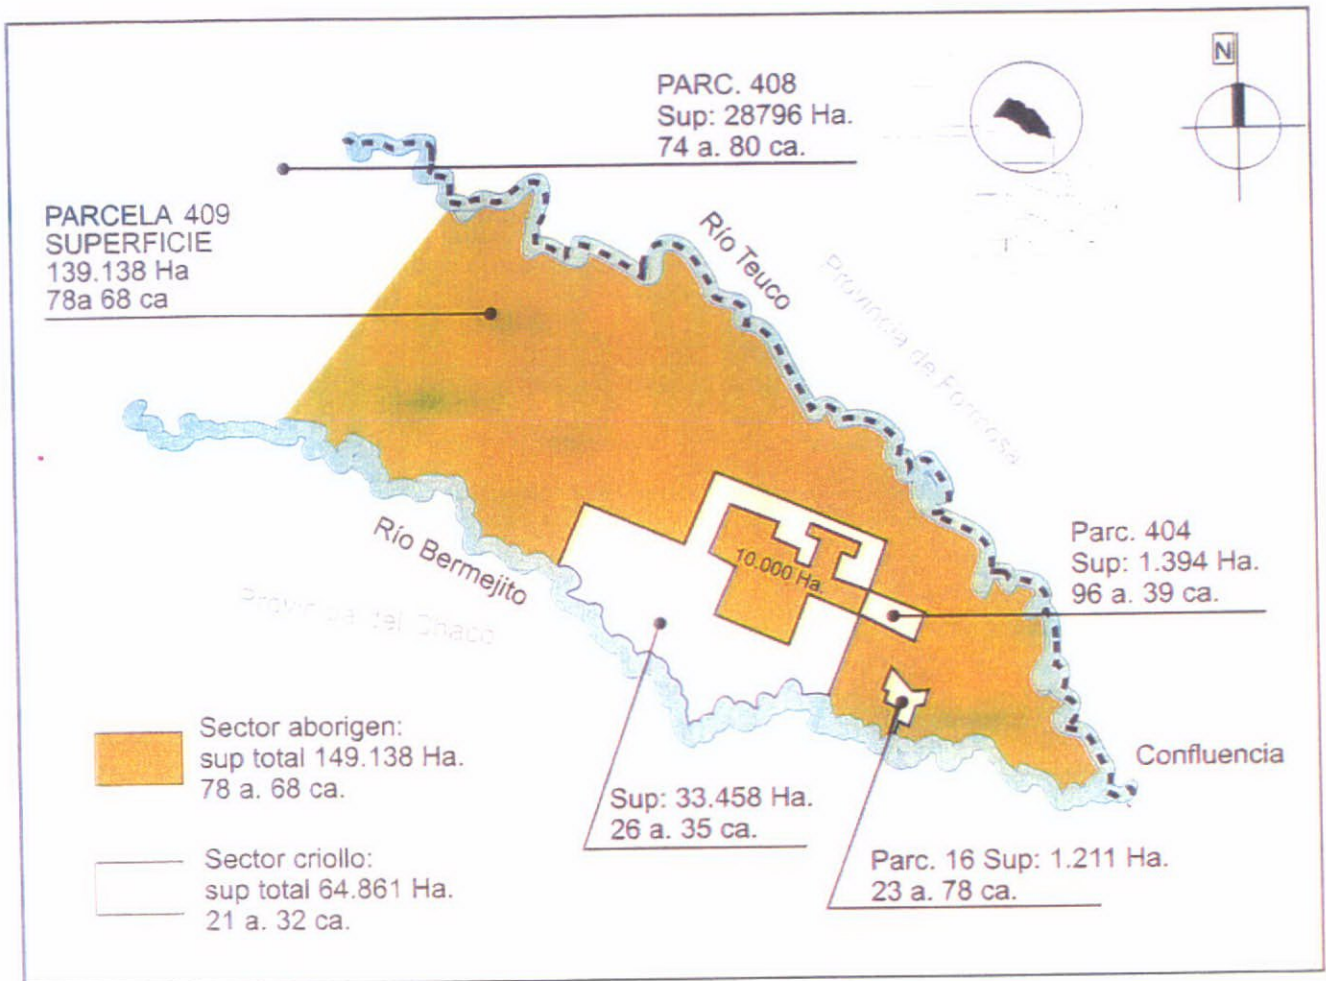 N
PARC. 408
Sup: 28796 Ha.
74 a. 80 ca.
PARCELA 409
SUPERFICIE
139.138 Ha
78a 68 ca
Río Teuco
Provincia de Formosa
Río Bermejito
Provincia del Chaco
10.000 Ha.
Parc. 404
Sup: 1.394 Ha.
96 a. 39 ca.
Confluencia
Sector aborigen:
sup total 149.138 Ha.
78 a. 68 ca.
Sup: 33.458 Ha.
26 a. 35 ca.
Parc. 16 Sup: 1.211 Ha.
23 a. 78 ca.
Sector criollo:
sup total 64.861 Ha.
21 a. 32 ca.